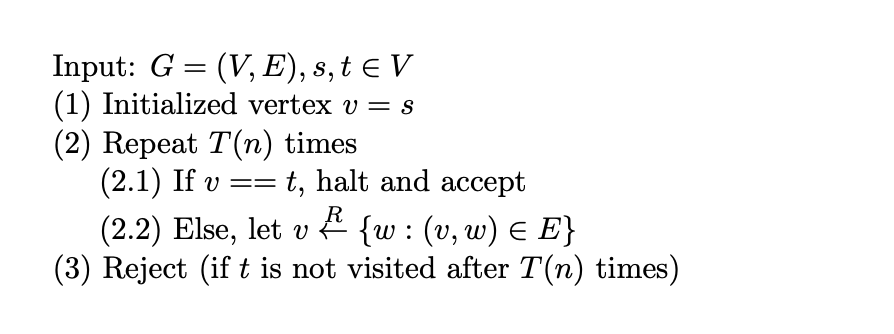 Input: G = (V, E), s, t ∈ V
(1) Initialized vertex v = s
(2) Repeat T(n) times
(2.1) If v == t, halt and accept
(2.2) Else, let v \xleftarrow{R} {w : (v, w) ∈ E}
(3) Reject (if t is not visited after T(n) times)